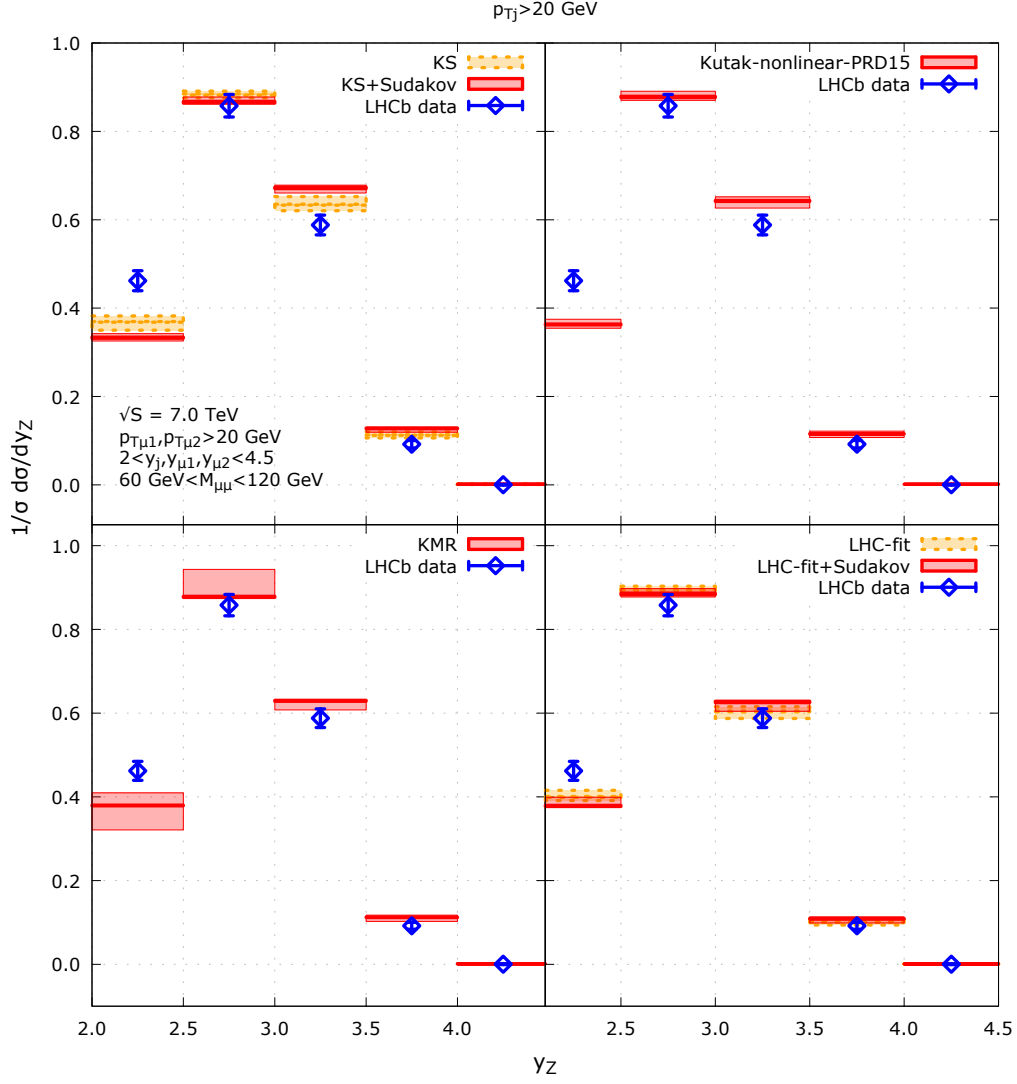 p_Tj>20 GeV
1.0
0.8
0.6
0.4
0.2
0.0
KS
KS+Sudakov
LHCb data
√S = 7.0 TeV
p_Tμ1,p_Tμ2>20 GeV
2<y_j,y_μ1,y_μ2<4.5
60 GeV<M_μμ<120 GeV
Kutak-nonlinear-PRD15
LHCb data
1/σ dσ/dy_Z
1.0
0.8
0.6
0.4
0.2
0.0
KMR
LHCb data
LHC-fit
LHC-fit+Sudakov
LHCb data
2.0 2.5 3.0 3.5 4.0
2.5 3.0 3.5 4.0 4.5
y_Z